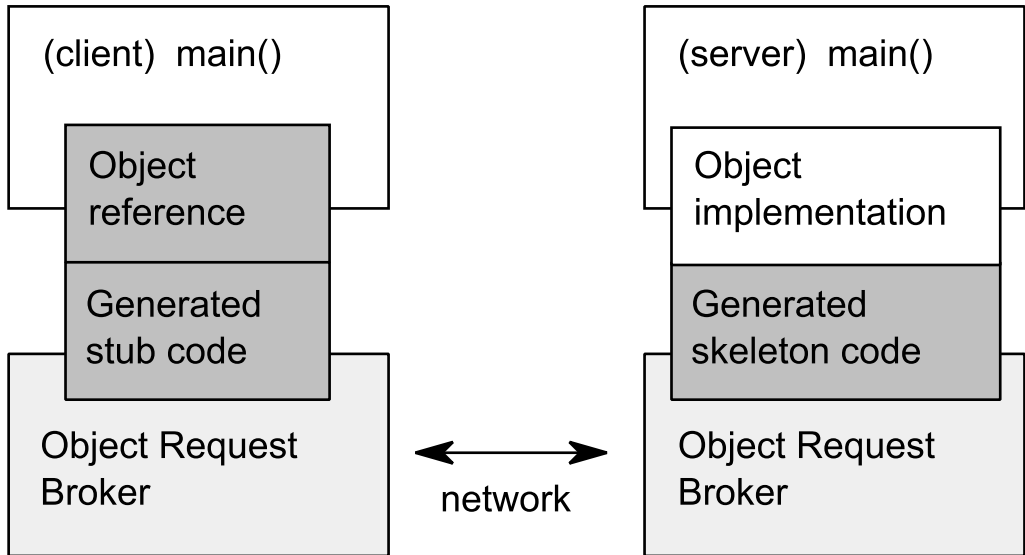 (client) main()
Object
reference
Generated
stub code
Object Request
Broker
network
(server) main()
Object
implementation
Generated
skeleton code
Object Request
Broker